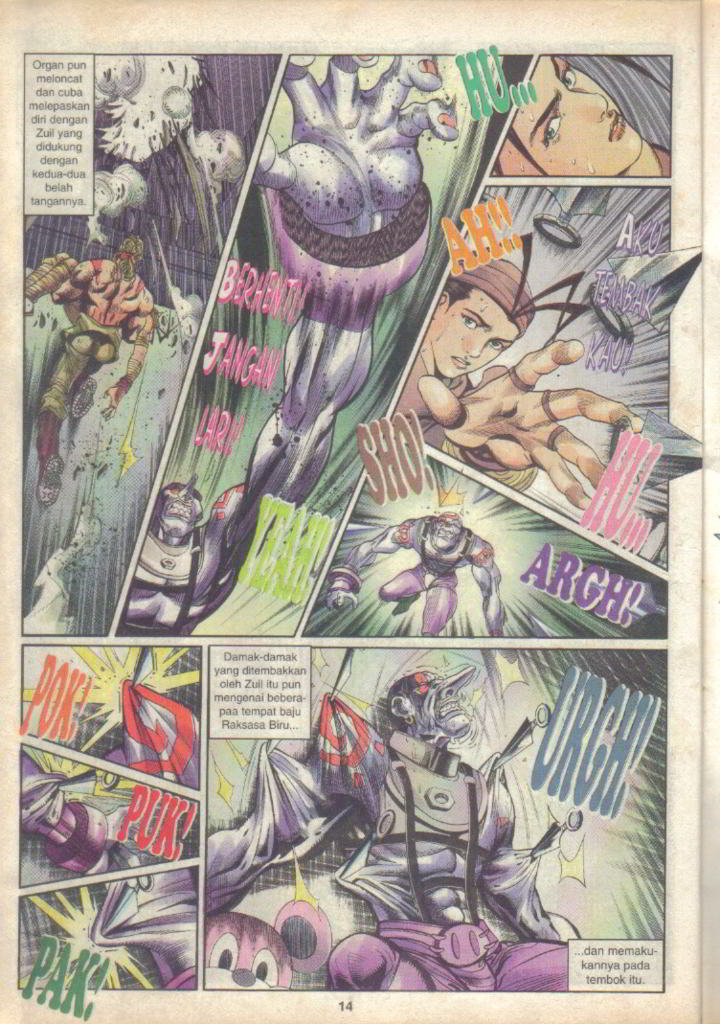 Organ pun
meloncat
dan cuba
melepaskan
diri dengan
Zuil yang
didukung
dengan
kedua-dua
belah
tangannya.
HU...
BERHENTI!
JANGAN
LARI!
YEAH!
AH!!
AKU
TEMBAK
KAU!
HU...
SHO!
ARGH!
POK!
PUK!
PAK!
Damak-damak
yang ditembakkan
oleh Zuil itu pun
mengenai bebera-
paa tempat baju
Raksasa Biru...
URGH!
...dan memaku-
kannya pada
tembok itu.
14